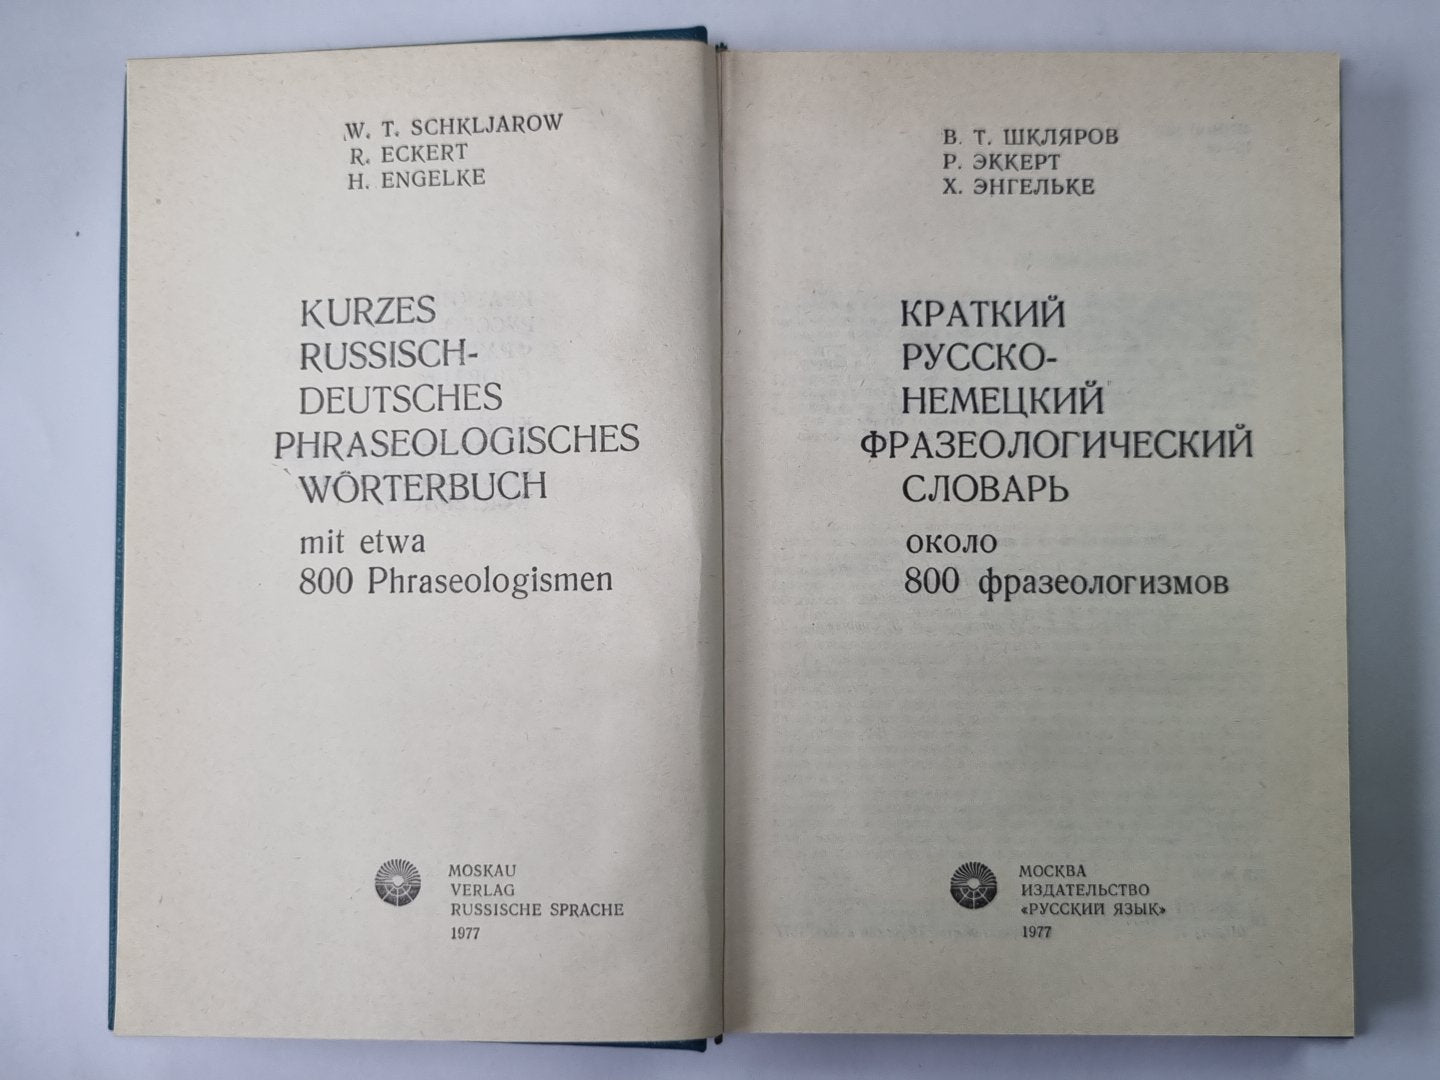 W. T. SCHKLJAROW
R. ECKERT
H. ENGELKE
KURZES
RUSSISCH-
DEUTSCHES
PHRASEOLOGISCHES
WÖRTERBUCH
mit etwa
800 Phraseologismen
MOSKAU
VERLAG
RUSSISCHE SPRACHE
1977
В. Т. ШКЛЯРОВ
Р. ЭККЕРТ
Х. ЭНГЕЛЬКЕ
КРАТКИЙ
РУССКО-
НЕМЕЦКИЙ
ФРАЗЕОЛОГИЧЕСКИЙ
СЛОВАРЬ
около
800 фразеологизмов
МОСКВА
ИЗДАТЕЛЬСТВО
«РУССКИЙ ЯЗЫК»
1977